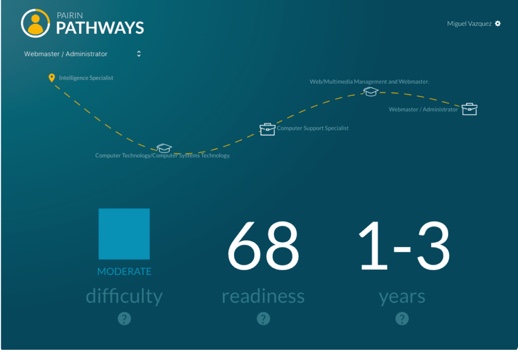 PAIRIN
PATHWAYS
Miguel Vazquez
Webmaster / Administrator
Intelligence Specialist
Web/Multimedia Management and Webmaster
Webmaster / Administrator
Computer Support Specialist
Computer Technology/Computer Systems Technology
68
1-3
MODERATE
difficulty
readiness
years
?
?
?